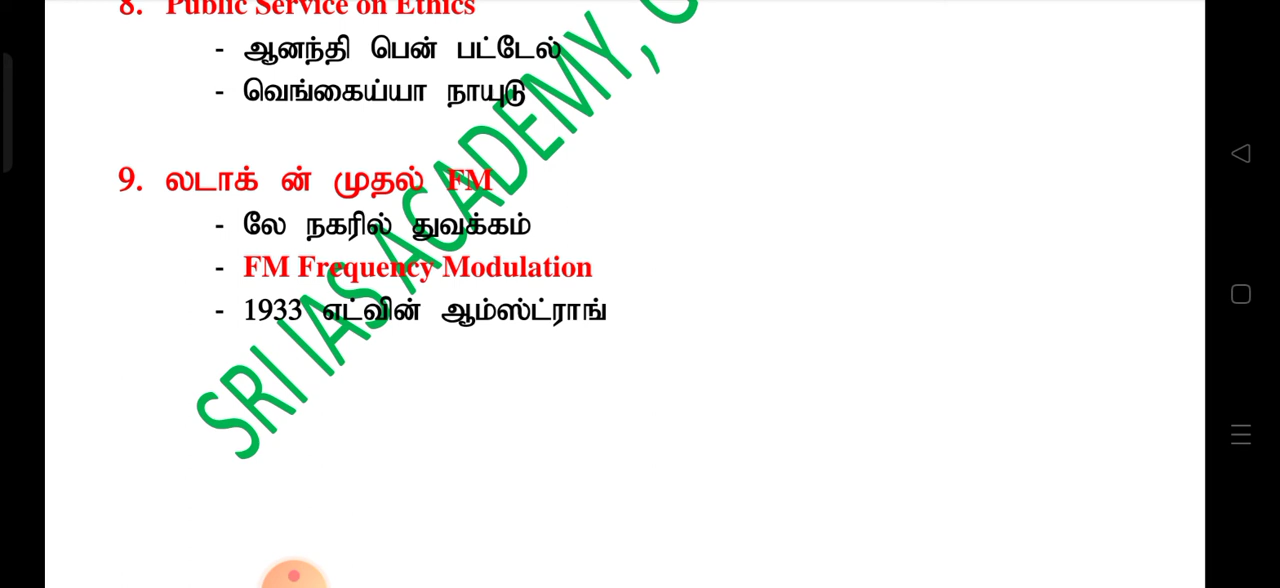 8. Public Service on Ethics
- ஆனந்தி பென் பட்டேல்
- வெங்கைய்யா நாயுடு
9. லடாக் ன் முதல் FM
- லே நகரில் துவக்கம்
- FM Frequency Modulation
- 1933 எட்வின் ஆம்ஸ்ட்ராங்
SRI IAS ACADEMY,